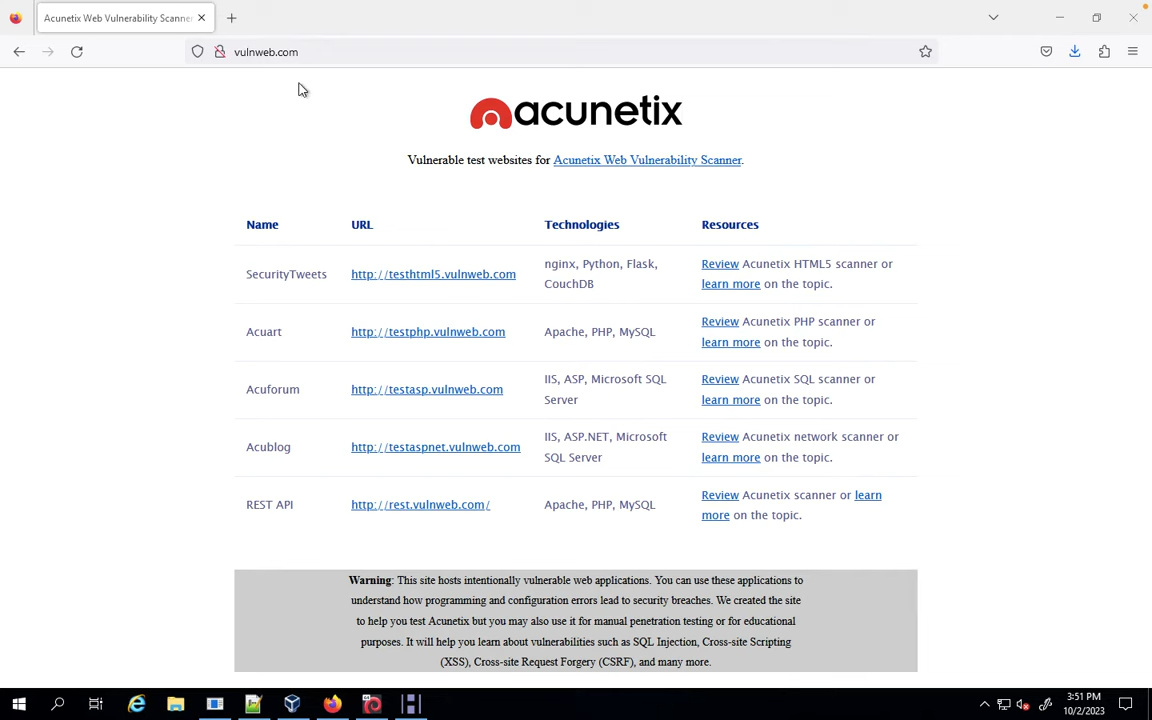 Acunetix Web Vulnerability Scanner
vulnweb.com
acunetix
Vulnerable test websites for Acunetix Web Vulnerability Scanner.
Name URL Technologies Resources
SecurityTweets http://testhtml5.vulnweb.com nginx, Python, Flask, CouchDB Review Acunetix HTML5 scanner or
learn more on the topic.
Acuart http://testphp.vulnweb.com Apache, PHP, MySQL Review Acunetix PHP scanner or
learn more on the topic.
Acuforum http://testasp.vulnweb.com IIS, ASP, Microsoft SQL Server Review Acunetix SQL scanner or
learn more on the topic.
Acublog http://testaspnet.vulnweb.com IIS, ASP.NET, Microsoft SQL Server Review Acunetix network scanner or
learn more on the topic.
REST API http://rest.vulnweb.com/ Apache, PHP, MySQL Review Acunetix scanner or learn
more on the topic.
Warning: This site hosts intentionally vulnerable web applications. You can use these applications to
understand how programming and configuration errors lead to security breaches. We created the site
to help you test Acunetix but you may also use it for manual penetration testing or for educational
purposes. It will help you learn about vulnerabilities such as SQL Injection, Cross-site Scripting
(XSS), Cross-site Request Forgery (CSRF), and many more.
3:51 PM
10/2/2023